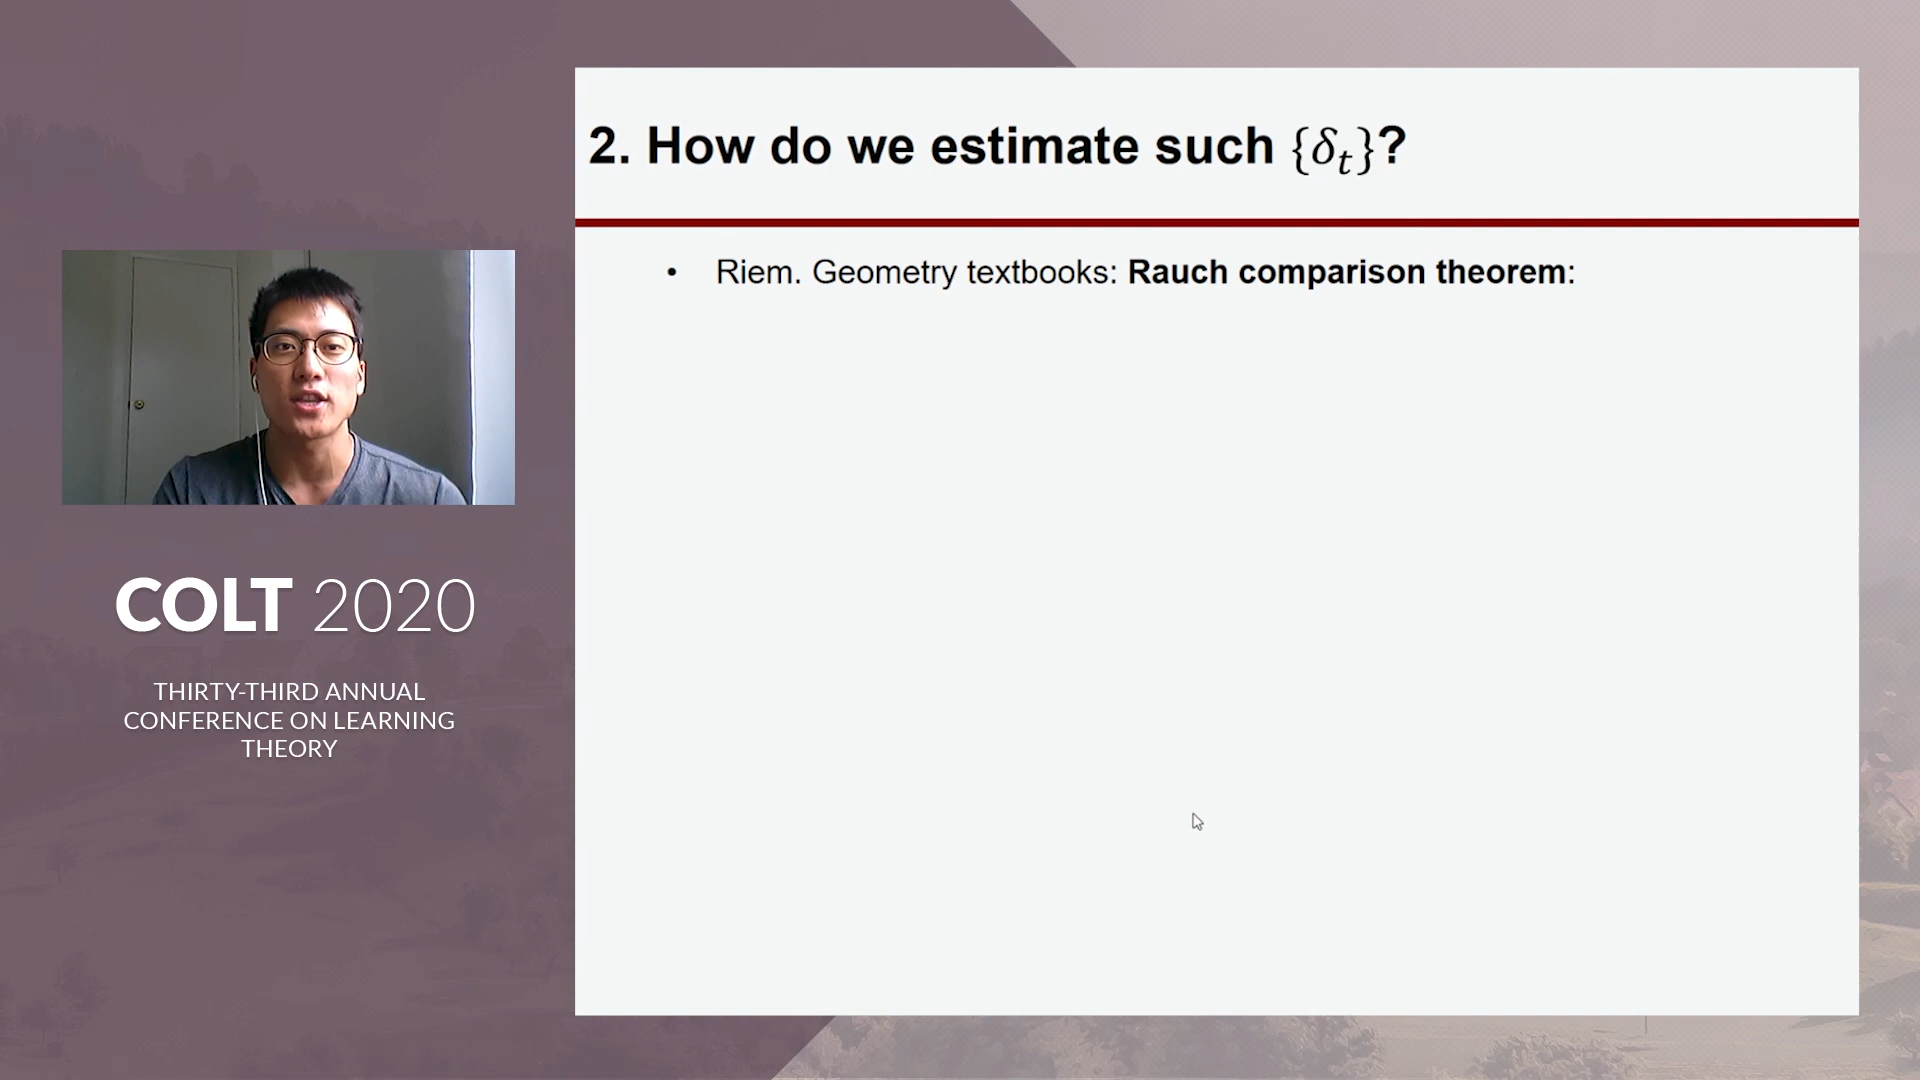 2. How do we estimate such {δₜ}?
• Riem. Geometry textbooks: Rauch comparison theorem:
COLT 2020
THIRTY-THIRD ANNUAL
CONFERENCE ON LEARNING
THEORY